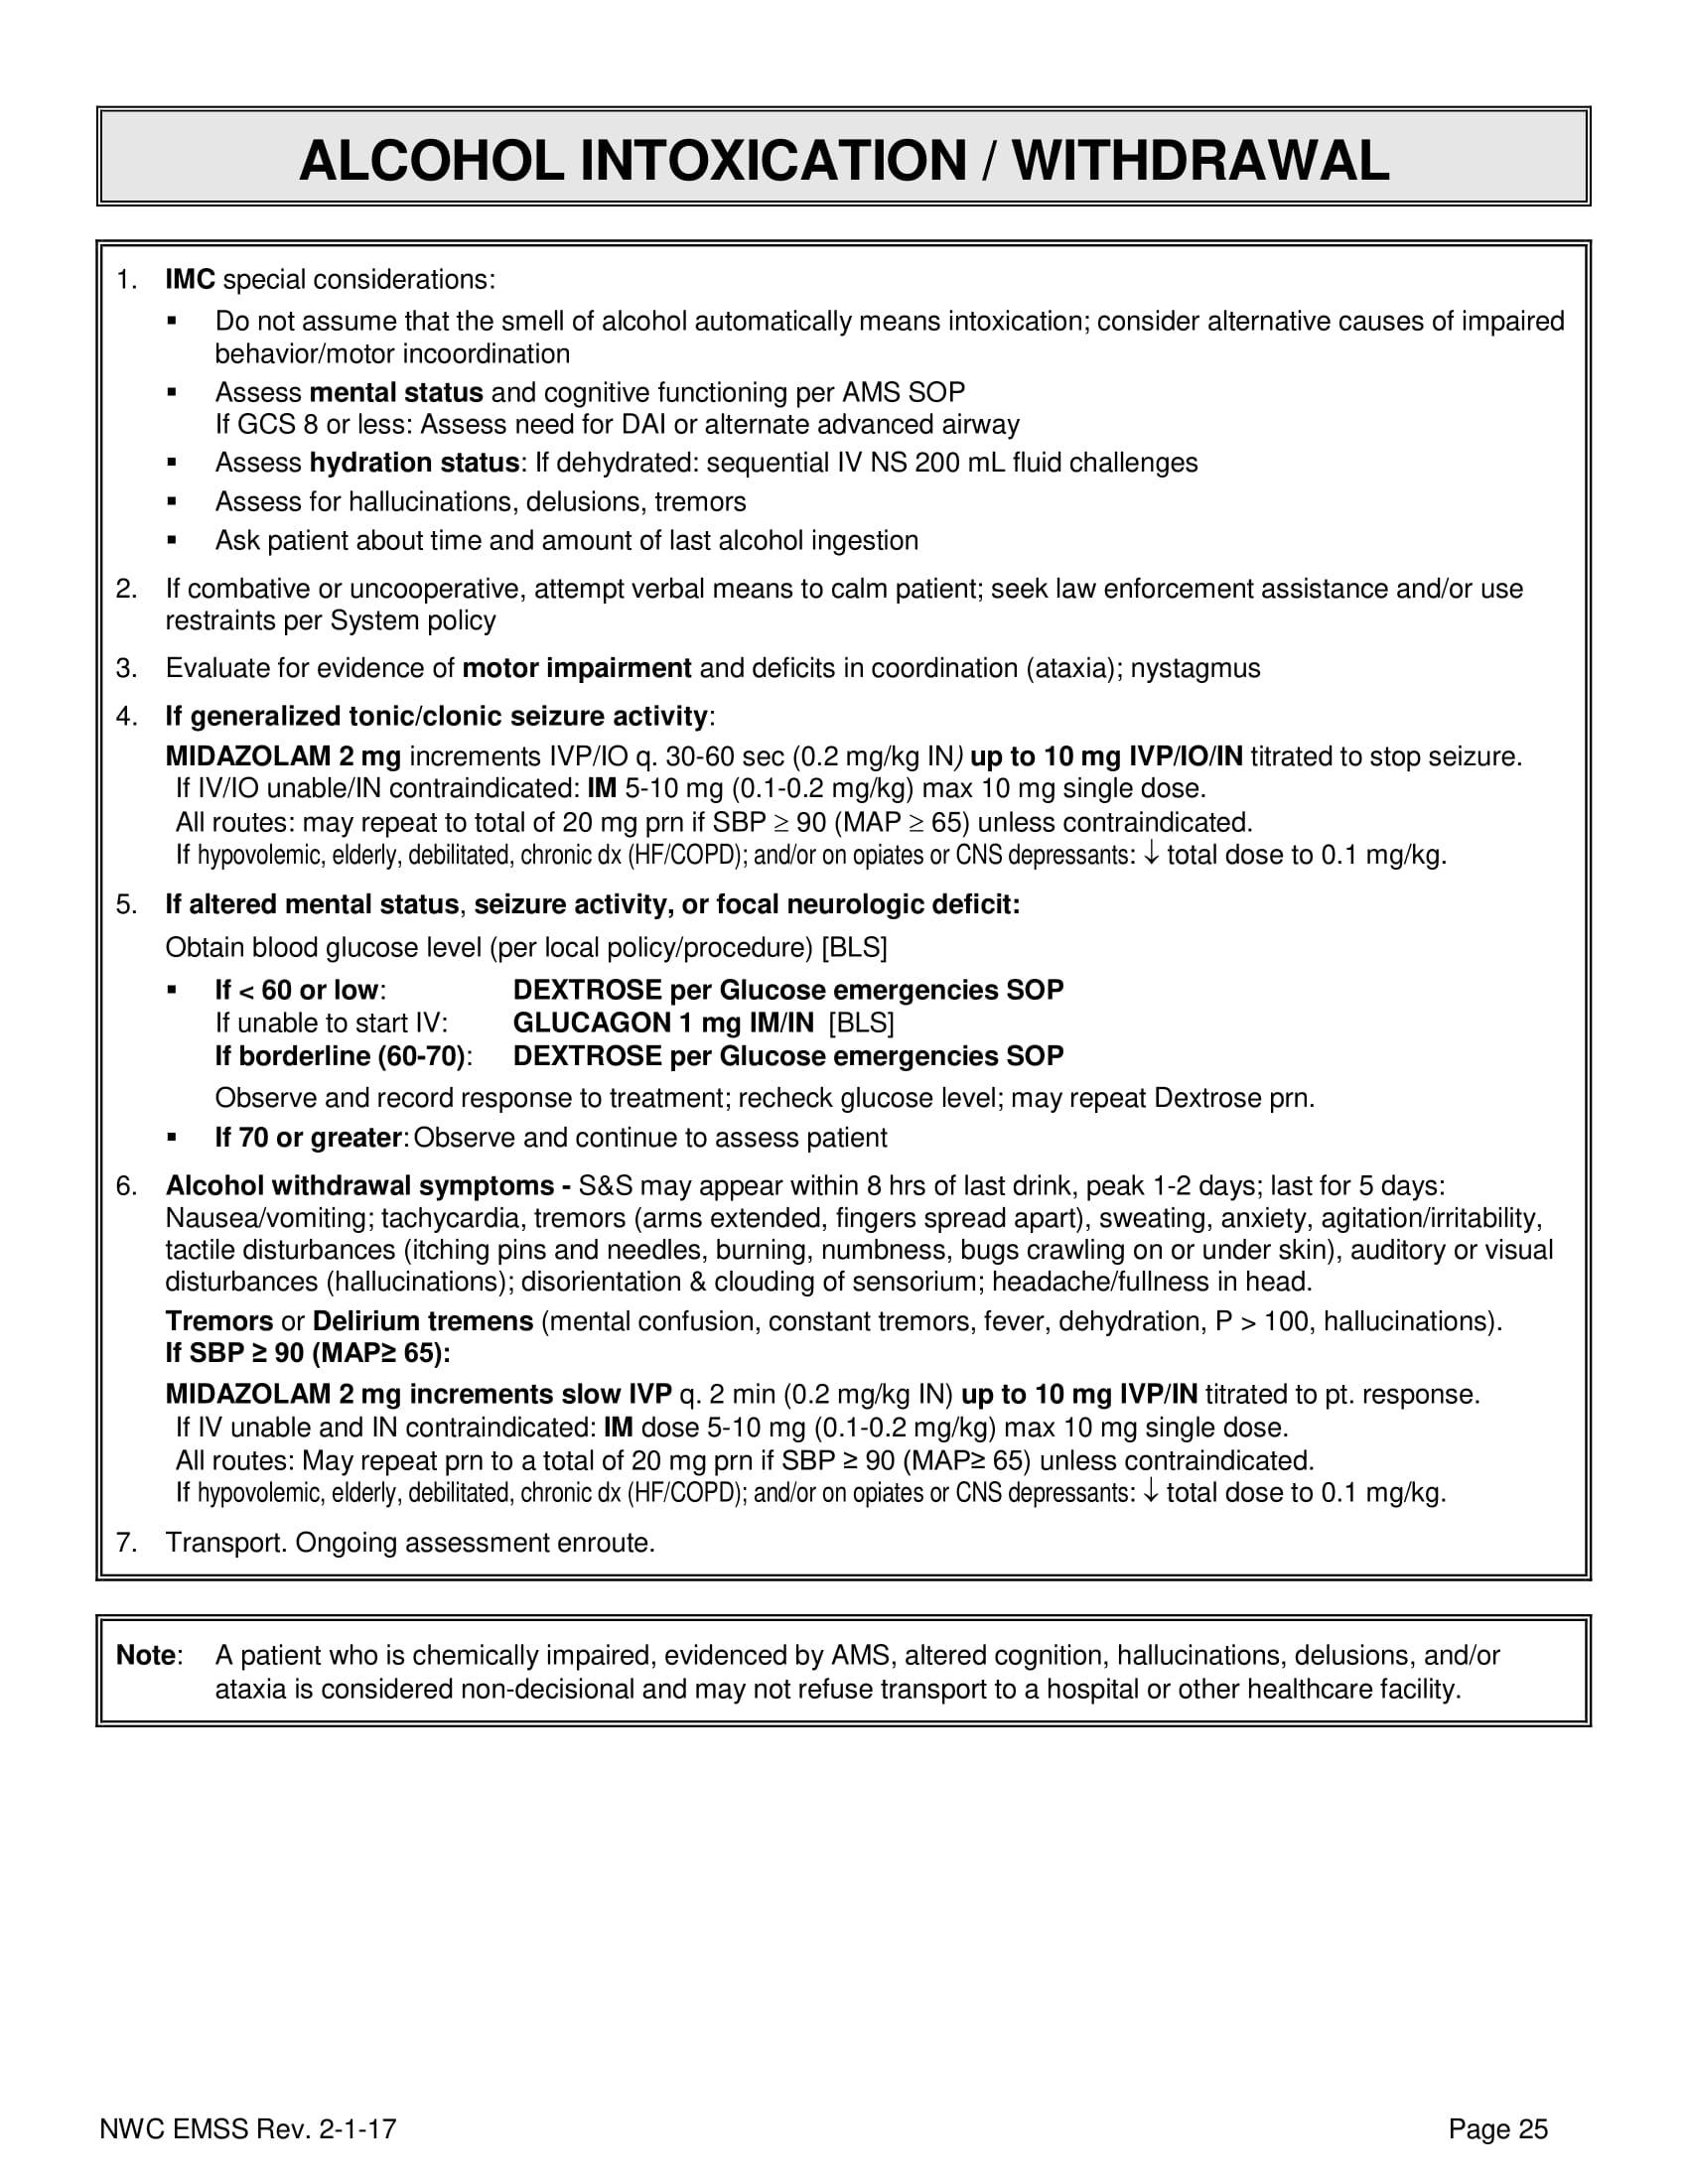 ALCOHOL INTOXICATION / WITHDRAWAL
1. IMC special considerations:
▪ Do not assume that the smell of alcohol automatically means intoxication; consider alternative causes of impaired
behavior/motor incoordination
▪ Assess mental status and cognitive functioning per AMS SOP
If GCS 8 or less: Assess need for DAI or alternate advanced airway
▪ Assess hydration status: If dehydrated: sequential IV NS 200 mL fluid challenges
▪ Assess for hallucinations, delusions, tremors
▪ Ask patient about time and amount of last alcohol ingestion
2. If combative or uncooperative, attempt verbal means to calm patient; seek law enforcement assistance and/or use
restraints per System policy
3. Evaluate for evidence of motor impairment and deficits in coordination (ataxia); nystagmus
4. If generalized tonic/clonic seizure activity:
MIDAZOLAM 2 mg increments IVP/IO q. 30-60 sec (0.2 mg/kg IN) up to 10 mg IVP/IO/IN titrated to stop seizure.
If IV/IO unable/IN contraindicated: IM 5-10 mg (0.1-0.2 mg/kg) max 10 mg single dose.
All routes: may repeat to total of 20 mg prn if SBP ≥ 90 (MAP ≥ 65) unless contraindicated.
If hypovolemic, elderly, debilitated, chronic dx (HF/COPD); and/or on opiates or CNS depressants: ↓ total dose to 0.1 mg/kg.
5. If altered mental status, seizure activity, or focal neurologic deficit:
Obtain blood glucose level (per local policy/procedure) [BLS]
▪ If < 60 or low: DEXTROSE per Glucose emergencies SOP
If unable to start IV: GLUCAGON 1 mg IM/IN [BLS]
If borderline (60-70): DEXTROSE per Glucose emergencies SOP
Observe and record response to treatment; recheck glucose level; may repeat Dextrose prn.
▪ If 70 or greater: Observe and continue to assess patient
6. Alcohol withdrawal symptoms - S&S may appear within 8 hrs of last drink, peak 1-2 days; last for 5 days:
Nausea/vomiting; tachycardia, tremors (arms extended, fingers spread apart), sweating, anxiety, agitation/irritability,
tactile disturbances (itching pins and needles, burning, numbness, bugs crawling on or under skin), auditory or visual
disturbances (hallucinations); disorientation & clouding of sensorium; headache/fullness in head.
Tremors or Delirium tremens (mental confusion, constant tremors, fever, dehydration, P > 100, hallucinations).
If SBP ≥ 90 (MAP≥ 65):
MIDAZOLAM 2 mg increments slow IVP q. 2 min (0.2 mg/kg IN) up to 10 mg IVP/IN titrated to pt. response.
If IV unable and IN contraindicated: IM dose 5-10 mg (0.1-0.2 mg/kg) max 10 mg single dose.
All routes: May repeat prn to a total of 20 mg prn if SBP ≥ 90 (MAP≥ 65) unless contraindicated.
If hypovolemic, elderly, debilitated, chronic dx (HF/COPD); and/or on opiates or CNS depressants: ↓ total dose to 0.1 mg/kg.
7. Transport. Ongoing assessment enroute.
Note: A patient who is chemically impaired, evidenced by AMS, altered cognition, hallucinations, delusions, and/or
ataxia is considered non-decisional and may not refuse transport to a hospital or other healthcare facility.
NWC EMSS Rev. 2-1-17 Page 25